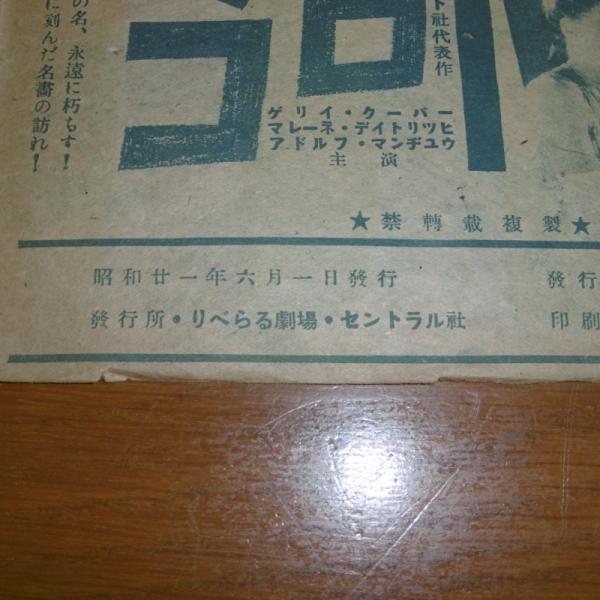 ト社代表作
の名、永遠に朽ちず!
に刻んだ名畵の訪れ!
ゲリイ・クーパー
マレーネ・デイトリツヒ
アドルフ・マンヂユウ
主演
★禁轉載複製★
昭和廿一年六月一日發行 發行
發行所・りべらる劇場・セントラル社 印刷